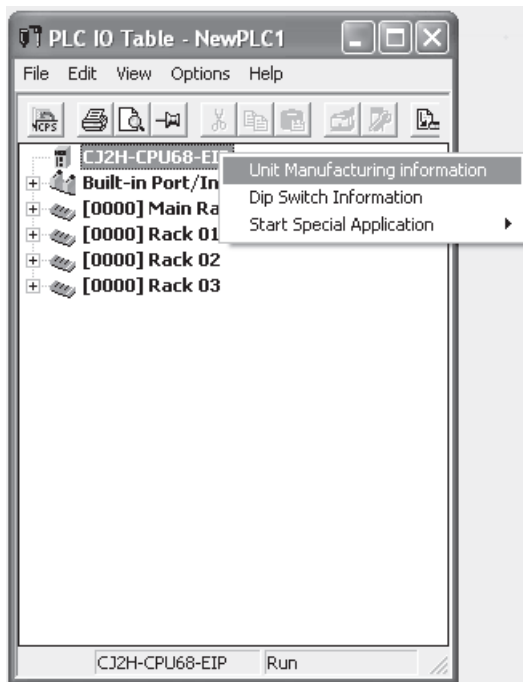 PLC IO Table - NewPLC1
File Edit View Options Help
CPS
CJ2H-CPU68-EIP
Unit Manufacturing information
Built-in Port/In
Dip Switch Information
[0000] Main Ra
Start Special Application
[0000] Rack 01
[0000] Rack 02
[0000] Rack 03
CJ2H-CPU68-EIP Run